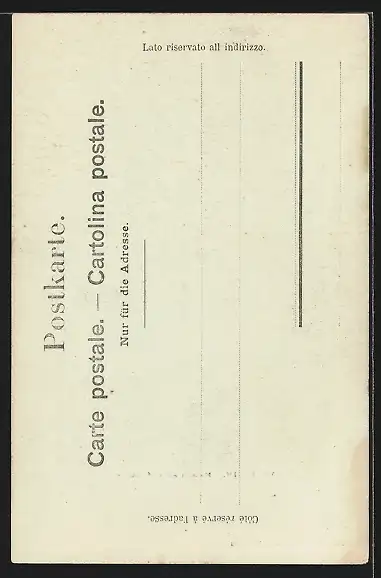 Postkarte.
Carte postale. — Cartolina postale.
Nur für die Adresse.
Lato riservato all indirizzo.
Côté réservé à l'adresse.